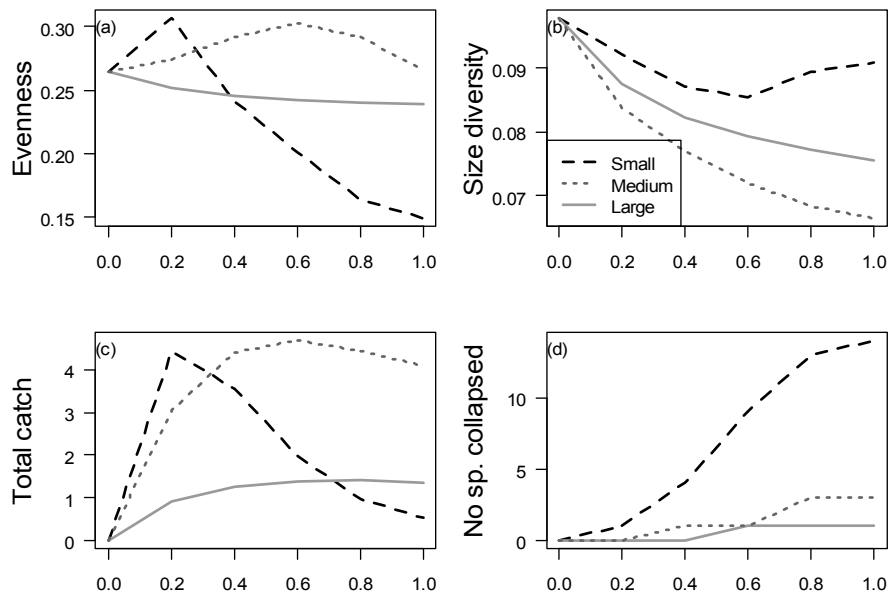 (a)
Evenness
0.30
0.25
0.20
0.15
0.0 0.2 0.4 0.6 0.8 1.0
(b)
Size diversity
0.09
0.08
0.07
Small
Medium
Large
0.0 0.2 0.4 0.6 0.8 1.0
(c)
Total catch
4
3
2
1
0
0.0 0.2 0.4 0.6 0.8 1.0
(d)
No sp. collapsed
10
5
0
0.0 0.2 0.4 0.6 0.8 1.0